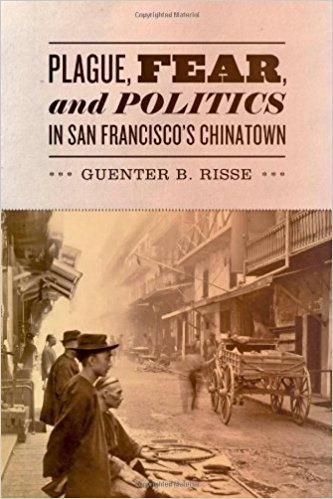 PLAGUE, FEAR,
and POLITICS
IN SAN FRANCISCO'S CHINATOWN
*** GUENTER B. RISSE ***